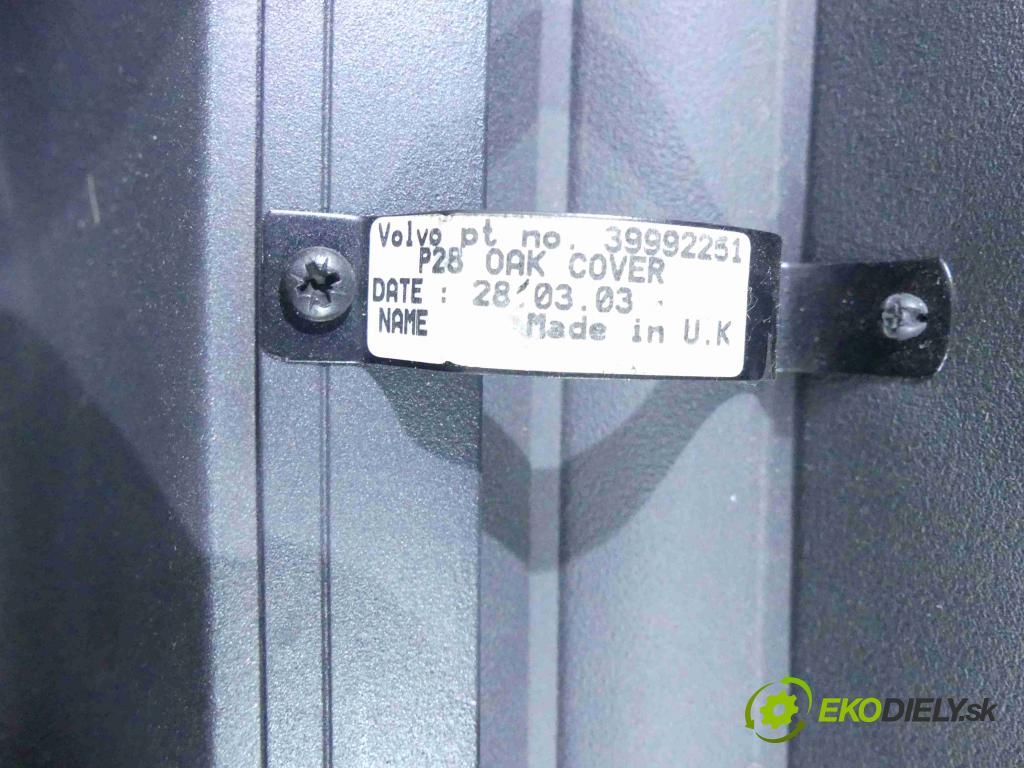 Volvo pt no. 39992251
P28 OAK COVER
DATE : 28.03.03
NAME Made in U.K
EKODIELY.sk